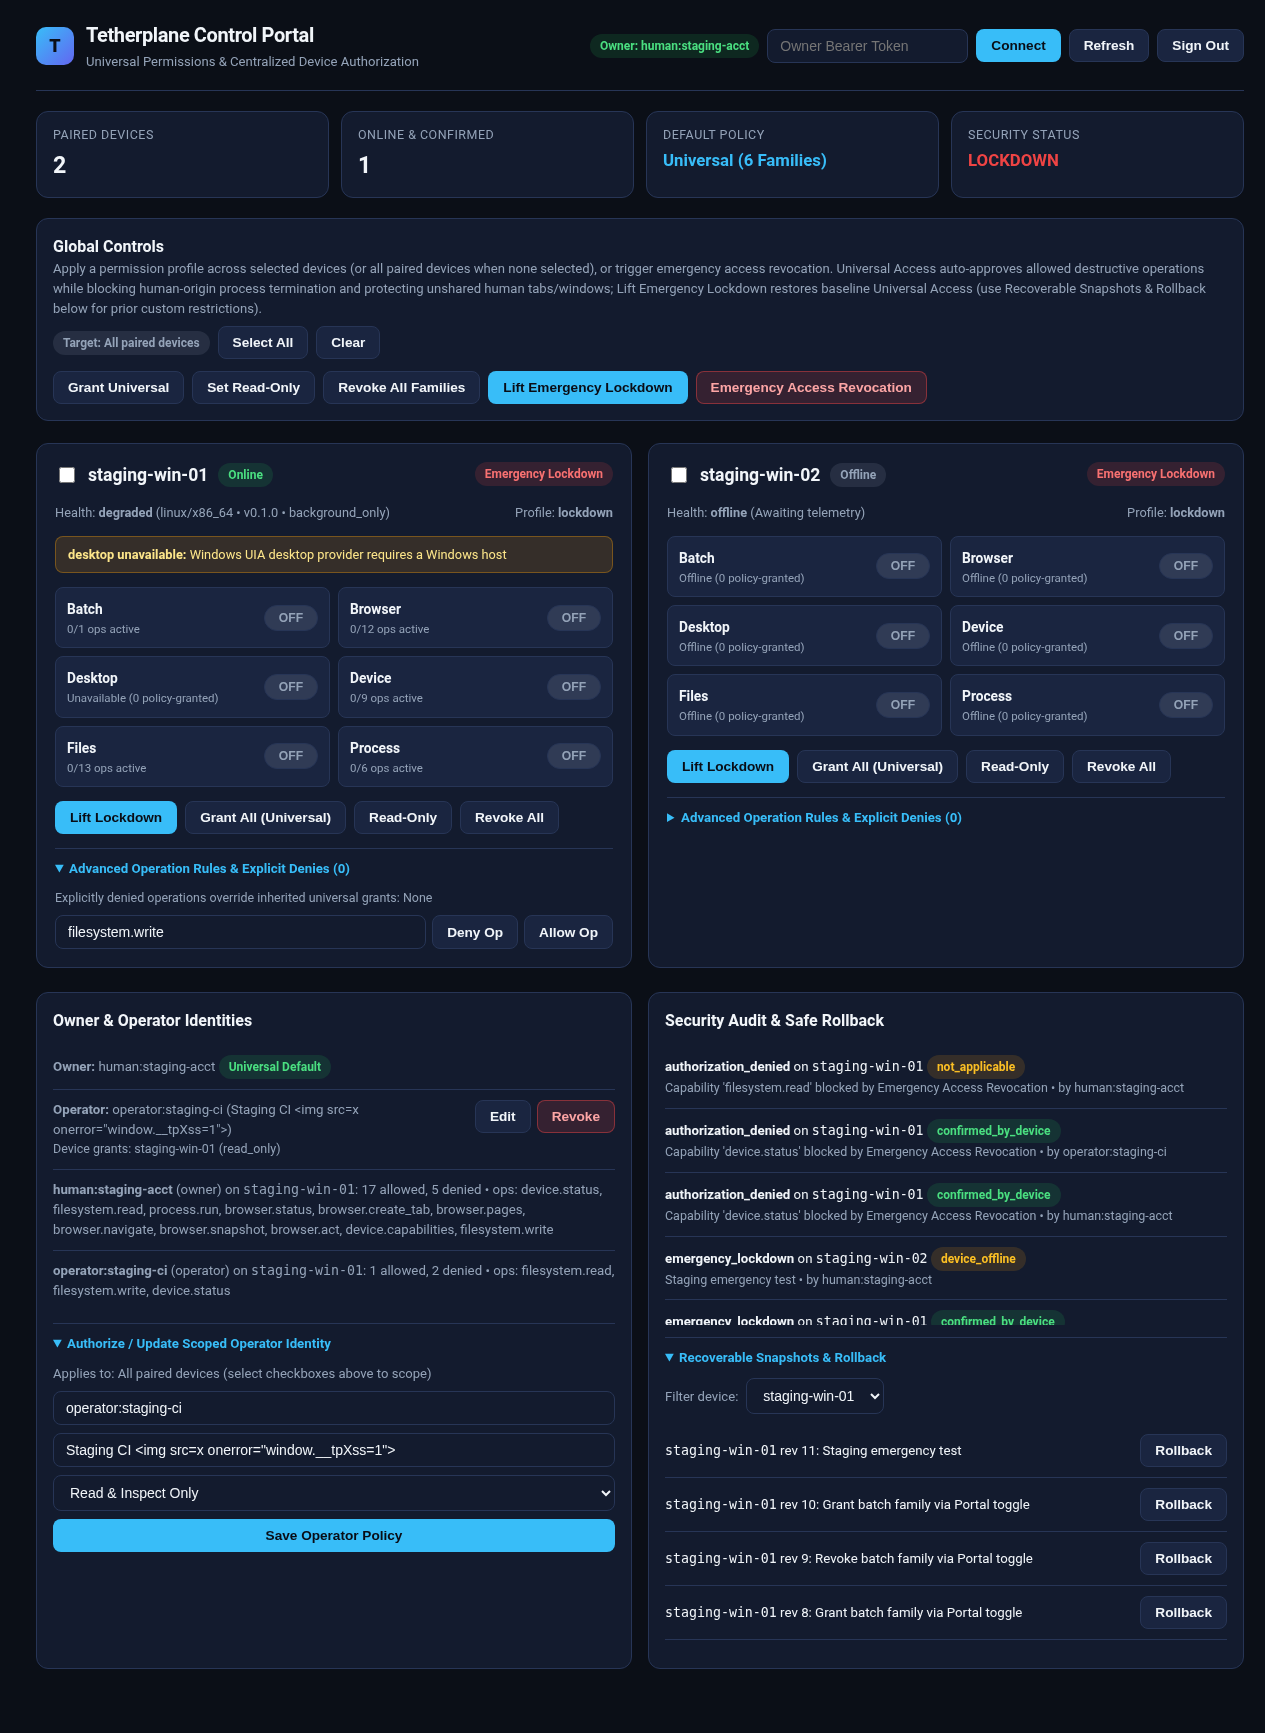 T
Tetherplane Control Portal
Universal Permissions & Centralized Device Authorization
Owner: human:staging-acct
Owner Bearer Token
Connect
Refresh
Sign Out
PAIRED DEVICES
2
ONLINE & CONFIRMED
1
DEFAULT POLICY
Universal (6 Families)
SECURITY STATUS
LOCKDOWN
Global Controls
Apply a permission profile across selected devices (or all paired devices when none selected), or trigger emergency access revocation. Universal Access auto-approves allowed destructive operations
while blocking human-origin process termination and protecting unshared human tabs/windows; Lift Emergency Lockdown restores baseline Universal Access (use Recoverable Snapshots & Rollback
below for prior custom restrictions).
Target: All paired devices
Select All
Clear
Grant Universal
Set Read-Only
Revoke All Families
Lift Emergency Lockdown
Emergency Access Revocation
staging-win-01
Online
Emergency Lockdown
Health: degraded (linux/x86_64 • v0.1.0 • background_only)
Profile: lockdown
desktop unavailable: Windows UIA desktop provider requires a Windows host
Batch
0/1 ops active
OFF
Browser
0/12 ops active
OFF
Desktop
Unavailable (0 policy-granted)
OFF
Device
0/9 ops active
OFF
Files
0/13 ops active
OFF
Process
0/6 ops active
OFF
Lift Lockdown
Grant All (Universal)
Read-Only
Revoke All
▼ Advanced Operation Rules & Explicit Denies (0)
Explicitly denied operations override inherited universal grants: None
filesystem.write
Deny Op
Allow Op
staging-win-02
Offline
Emergency Lockdown
Health: offline (Awaiting telemetry)
Profile: lockdown
Batch
Offline (0 policy-granted)
OFF
Browser
Offline (0 policy-granted)
OFF
Desktop
Offline (0 policy-granted)
OFF
Device
Offline (0 policy-granted)
OFF
Files
Offline (0 policy-granted)
OFF
Process
Offline (0 policy-granted)
OFF
Lift Lockdown
Grant All (Universal)
Read-Only
Revoke All
▶ Advanced Operation Rules & Explicit Denies (0)
Owner & Operator Identities
Owner: human:staging-acct Universal Default
Operator: operator:staging-ci (Staging CI <img src=x
onerror="window.__tpXss=1">)
Device grants: staging-win-01 (read_only)
Edit
Revoke
human:staging-acct (owner) on staging-win-01: 17 allowed, 5 denied • ops: device.status,
filesystem.read, process.run, browser.status, browser.create_tab, browser.pages,
browser.navigate, browser.snapshot, browser.act, device.capabilities, filesystem.write
operator:staging-ci (operator) on staging-win-01: 1 allowed, 2 denied • ops: filesystem.read,
filesystem.write, device.status
▼ Authorize / Update Scoped Operator Identity
Applies to: All paired devices (select checkboxes above to scope)
operator:staging-ci
Staging CI <img src=x onerror="window.__tpXss=1">
Read & Inspect Only
Save Operator Policy
Security Audit & Safe Rollback
authorization_denied on staging-win-01 not_applicable
Capability 'filesystem.read' blocked by Emergency Access Revocation • by human:staging-acct
authorization_denied on staging-win-01 confirmed_by_device
Capability 'device.status' blocked by Emergency Access Revocation • by operator:staging-ci
authorization_denied on staging-win-01 confirmed_by_device
Capability 'device.status' blocked by Emergency Access Revocation • by human:staging-acct
emergency_lockdown on staging-win-02 device_offline
Staging emergency test • by human:staging-acct
emergency_lockdown on staging-win-01 confirmed_by_device
▼ Recoverable Snapshots & Rollback
Filter device: staging-win-01
staging-win-01 rev 11: Staging emergency test
Rollback
staging-win-01 rev 10: Grant batch family via Portal toggle
Rollback
staging-win-01 rev 9: Revoke batch family via Portal toggle
Rollback
staging-win-01 rev 8: Grant batch family via Portal toggle
Rollback